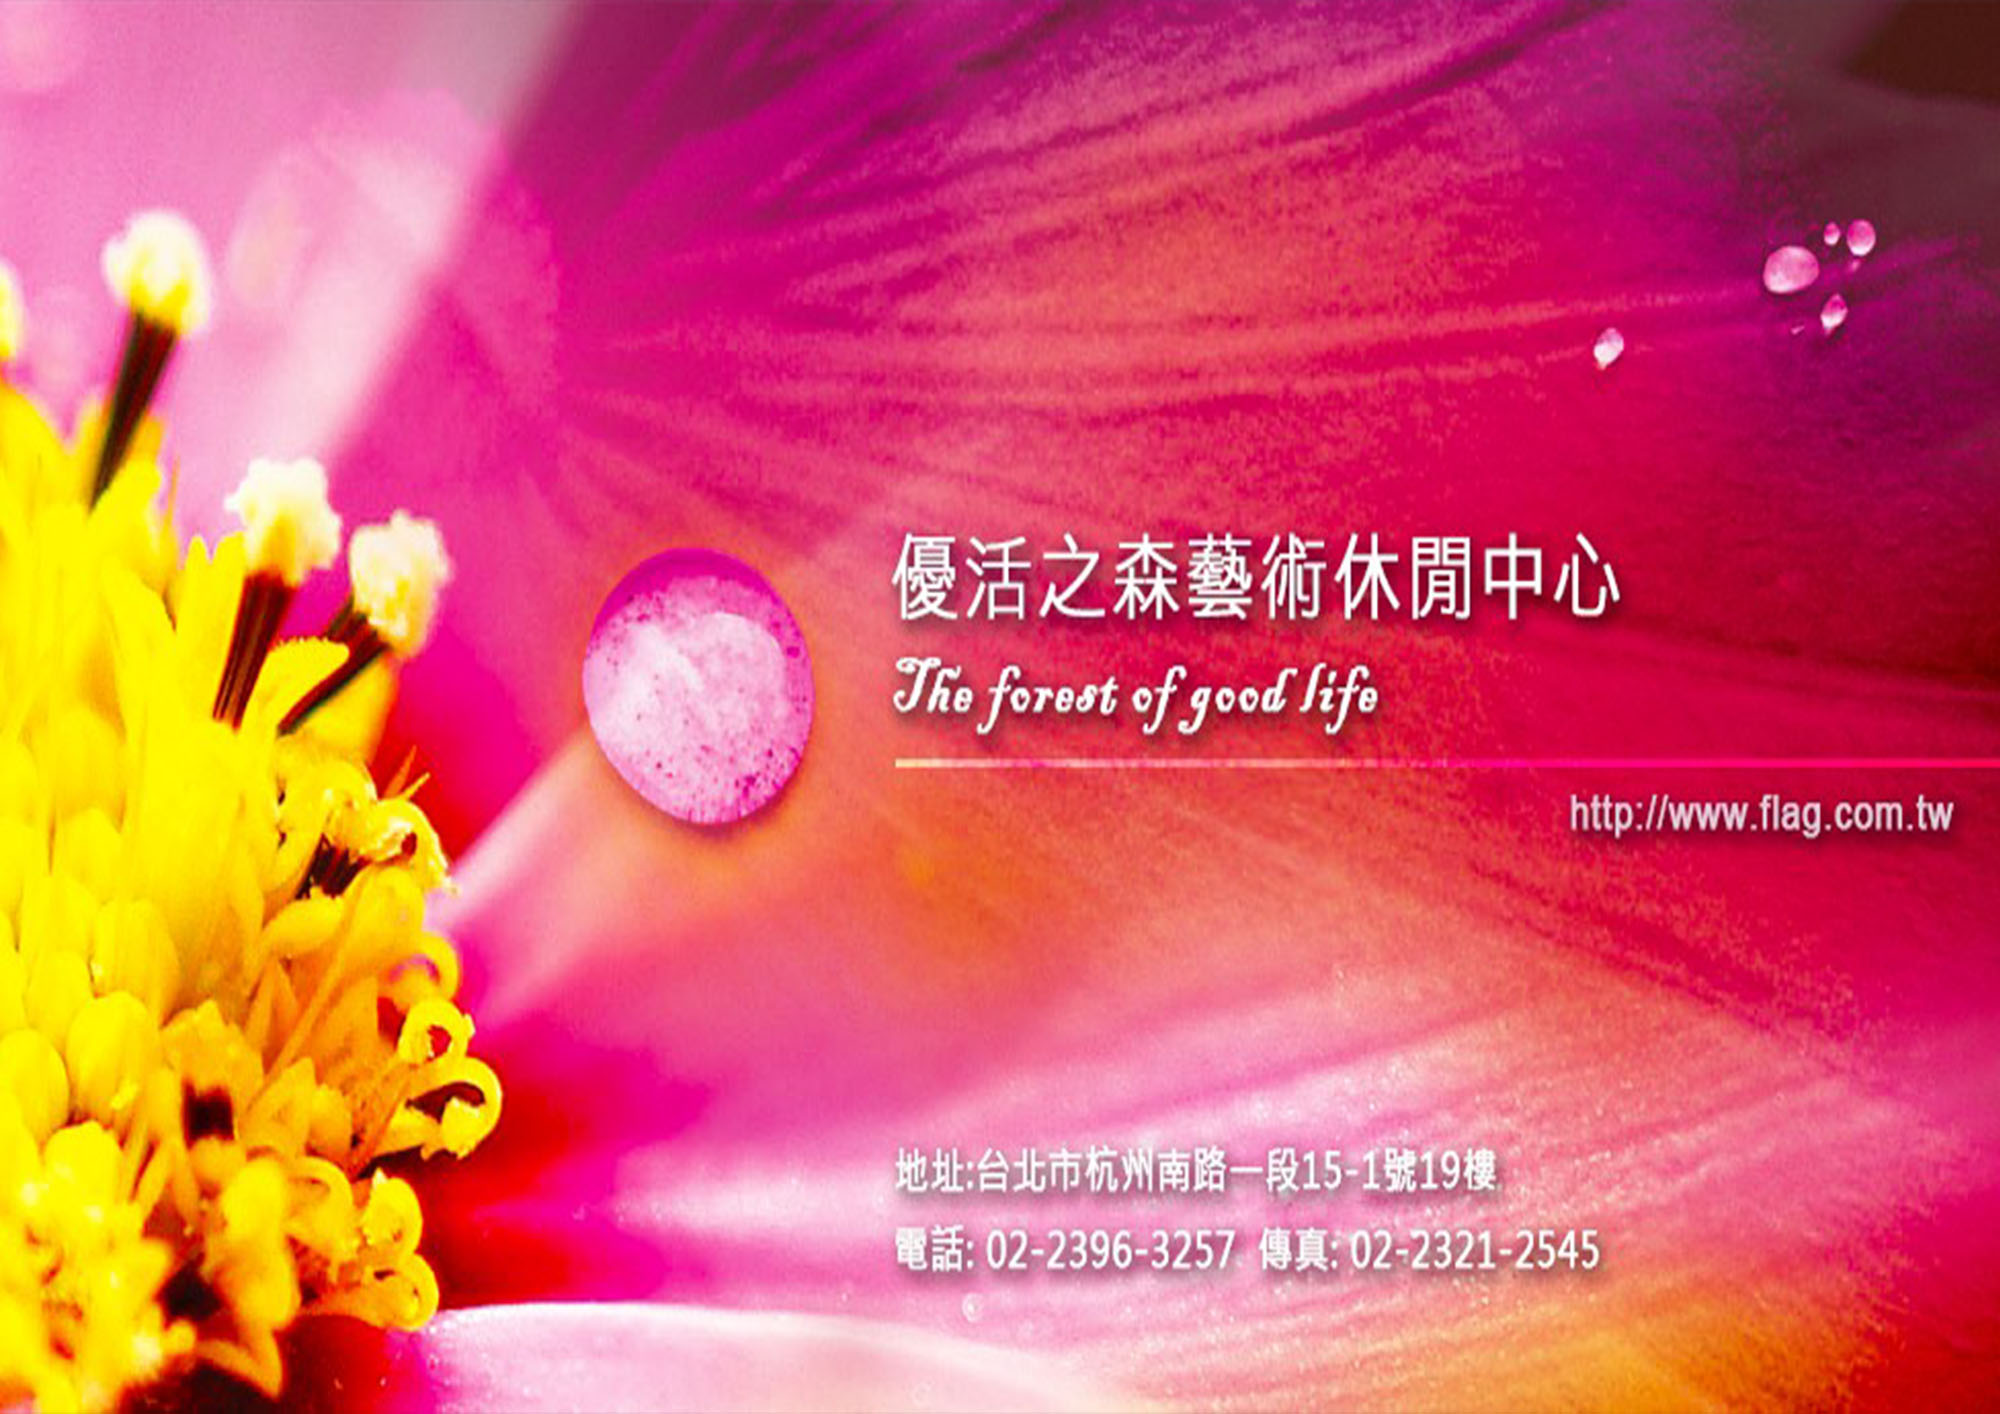 優活之森藝術休閒中心
The forest of good life
http://www.flag.com.tw
地址:台北市杭州南路一段15-1號19樓
電話: 02-2396-3257 傳真: 02-2321-2545